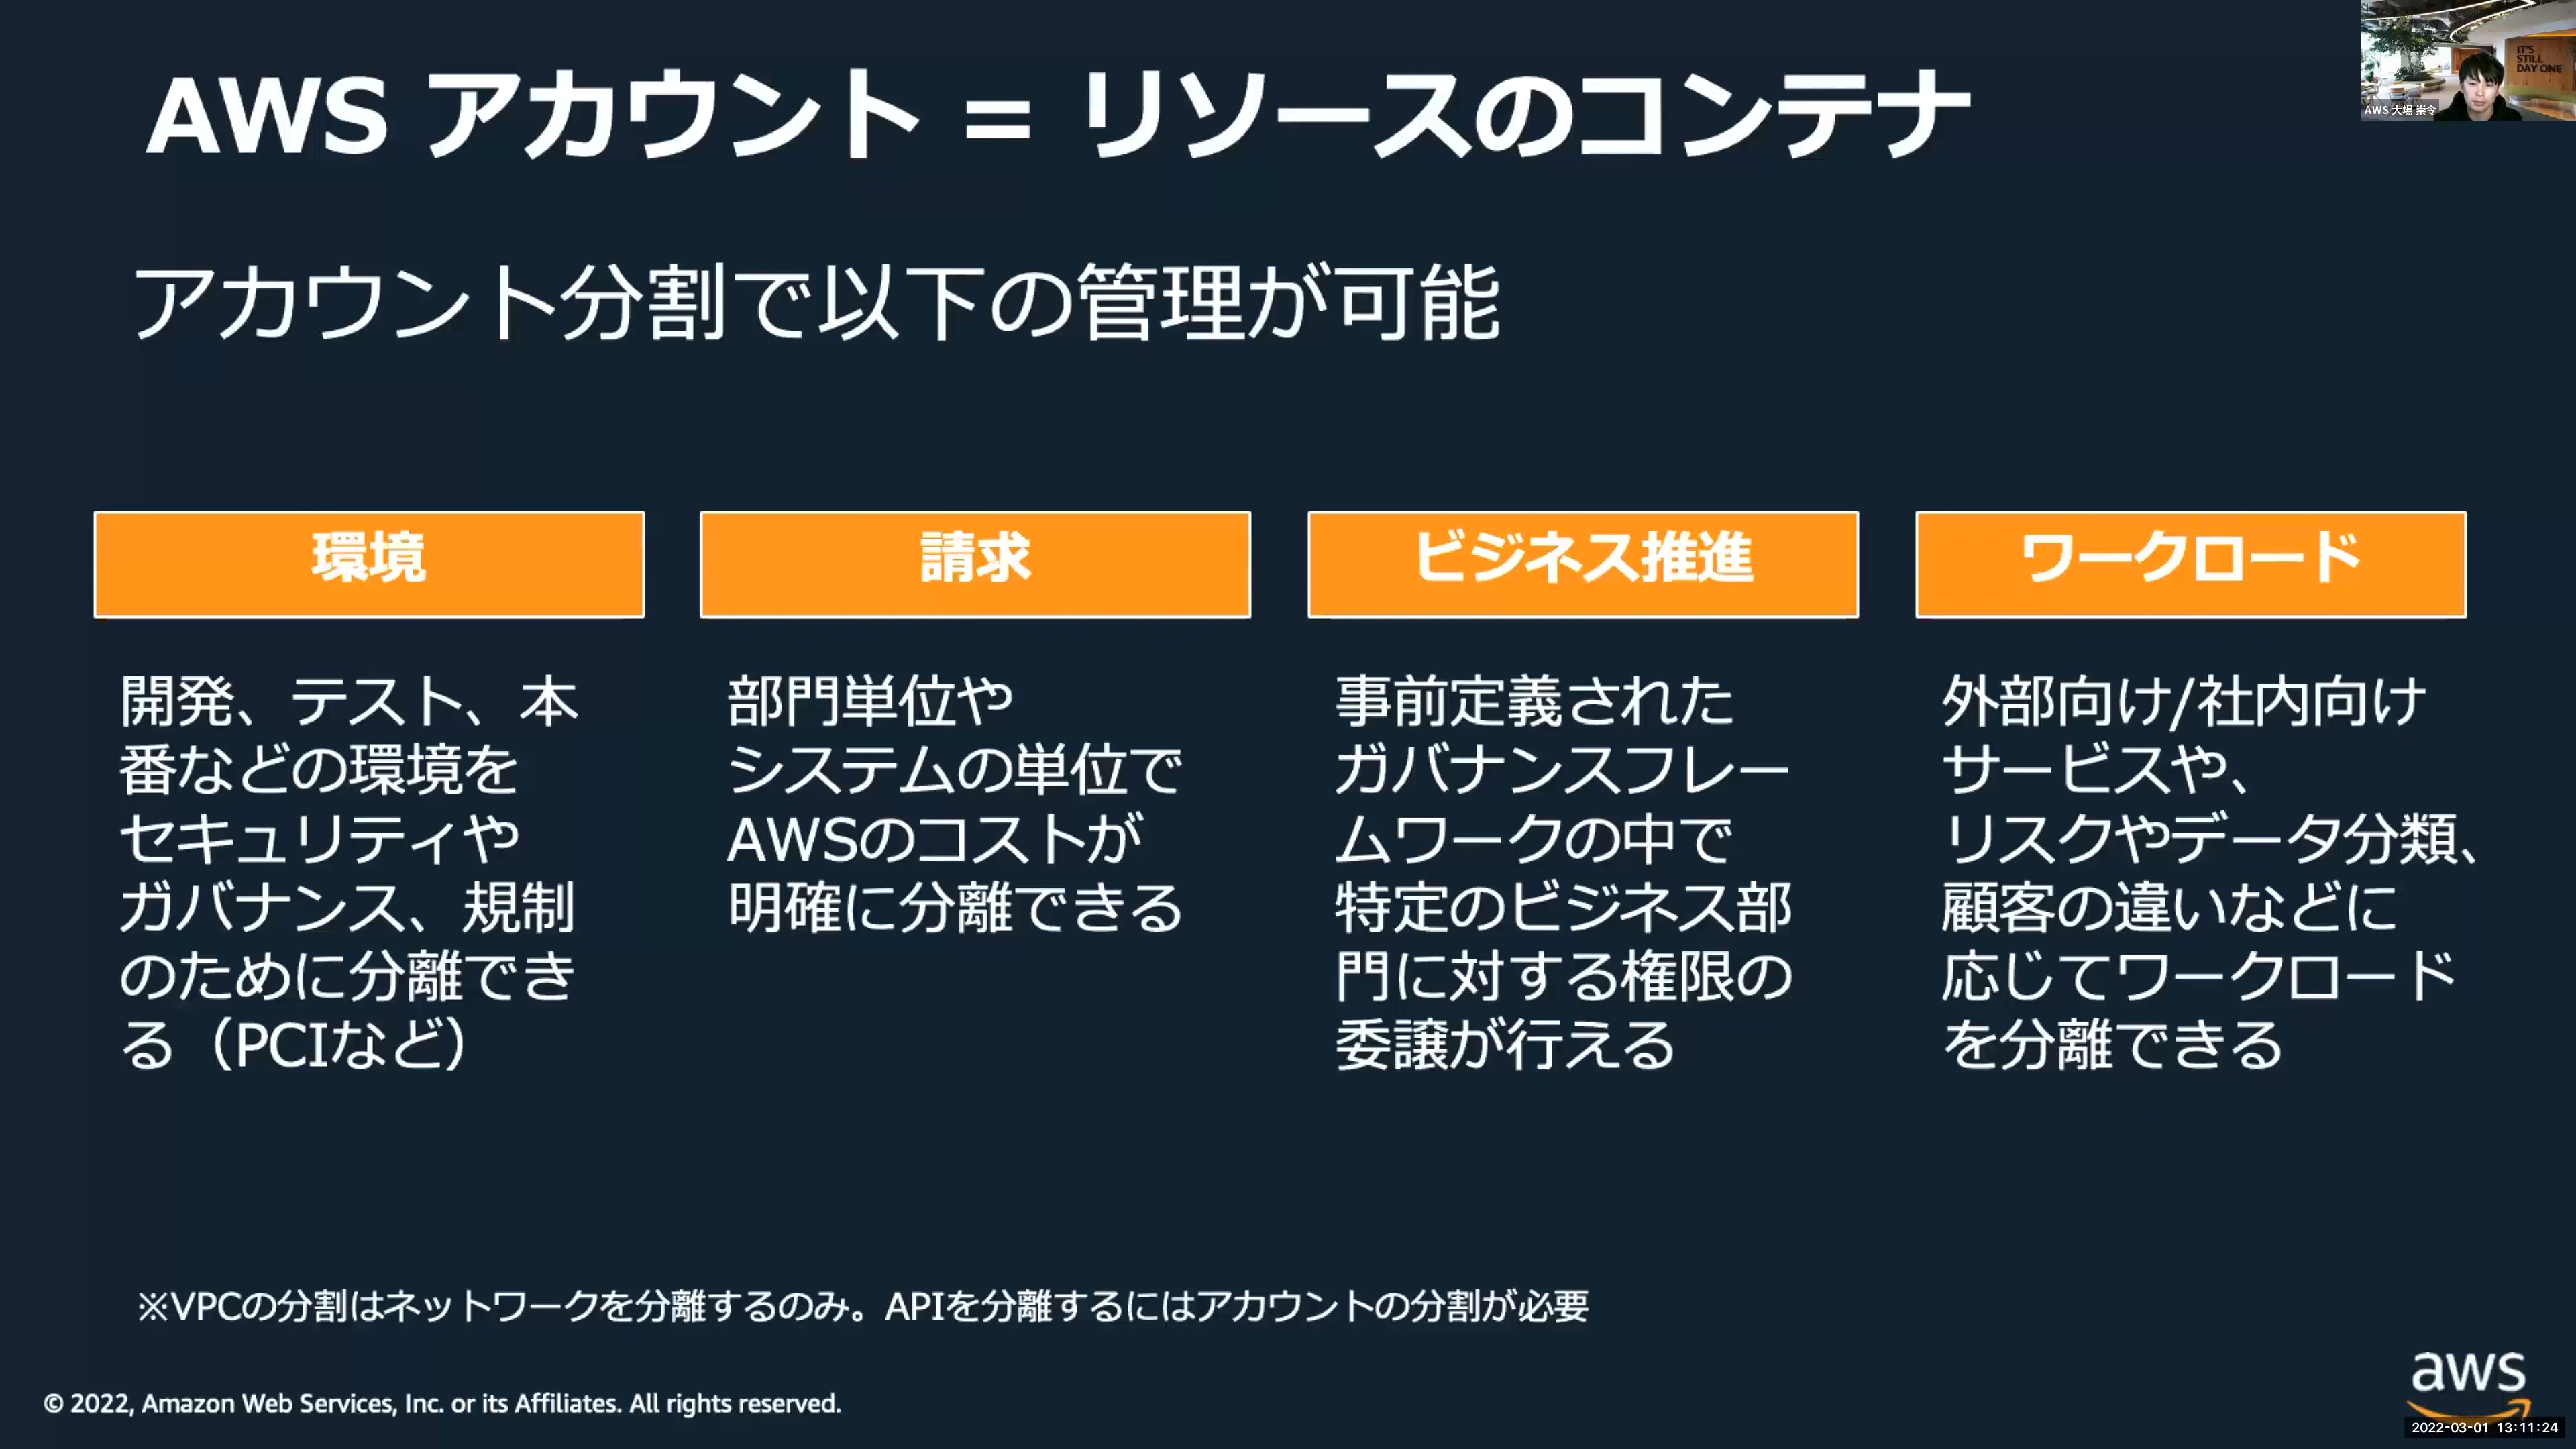 AWS アカウント = リソースのコンテナ
IT'S
STILL
DAY ONE
AWS 大場 崇令
アカウント分割で以下の管理が可能
環境
開発、テスト、本
番などの環境を
セキュリティや
ガバナンス、規制
のために分離でき
る（PCIなど）
請求
部門単位や
システムの単位で
AWSのコストが
明確に分離できる
ビジネス推進
事前定義された
ガバナンスフレー
ムワークの中で
特定のビジネス部
門に対する権限の
委譲が行える
ワークロード
外部向け/社内向け
サービスや、
リスクやデータ分類、
顧客の違いなどに
応じてワークロード
を分離できる
※VPCの分割はネットワークを分離するのみ。APIを分離するにはアカウントの分割が必要
© 2022, Amazon Web Services, Inc. or its Affiliates. All rights reserved.
aws
2022-03-01 13:11:24